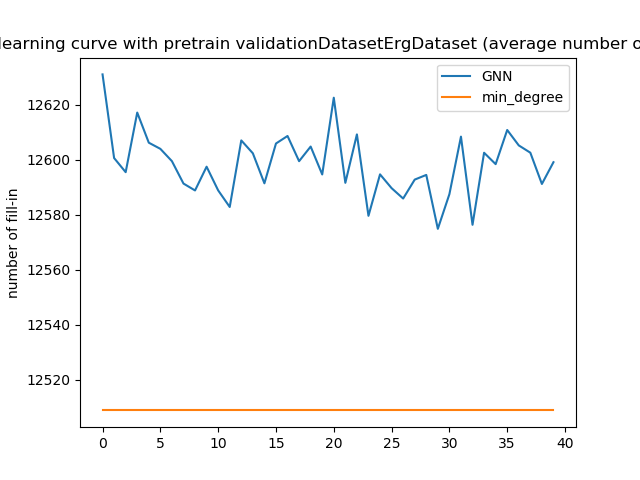 learning curve with pretrain validationDatasetErgDataset (average number o
GNN
min_degree
number of fill-in
12620
12600
12580
12560
12540
12520
0 5 10 15 20 25 30 35 40